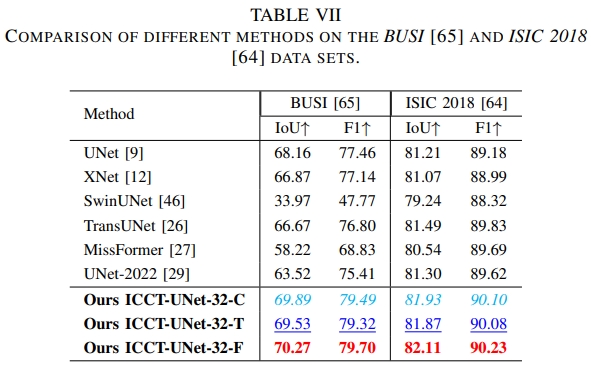 TABLE VII
COMPARISON OF DIFFERENT METHODS ON THE BUSI [65] AND ISIC 2018
[64] DATA SETS.
Method BUSI [65] ISIC 2018 [64]
IoU↑ F1↑ IoU↑ F1↑
UNet [9] 68.16 77.46 81.21 89.18
XNet [12] 66.87 77.14 81.07 88.99
SwinUNet [46] 33.97 47.77 79.24 88.32
TransUNet [26] 66.67 76.80 81.49 89.83
MissFormer [27] 58.22 68.83 80.54 89.69
UNet-2022 [29] 63.52 75.41 81.30 89.62
Ours ICCT-UNet-32-C 69.89 79.49 81.93 90.10
Ours ICCT-UNet-32-T 69.53 79.32 81.87 90.08
Ours ICCT-UNet-32-F 70.27 79.70 82.11 90.23